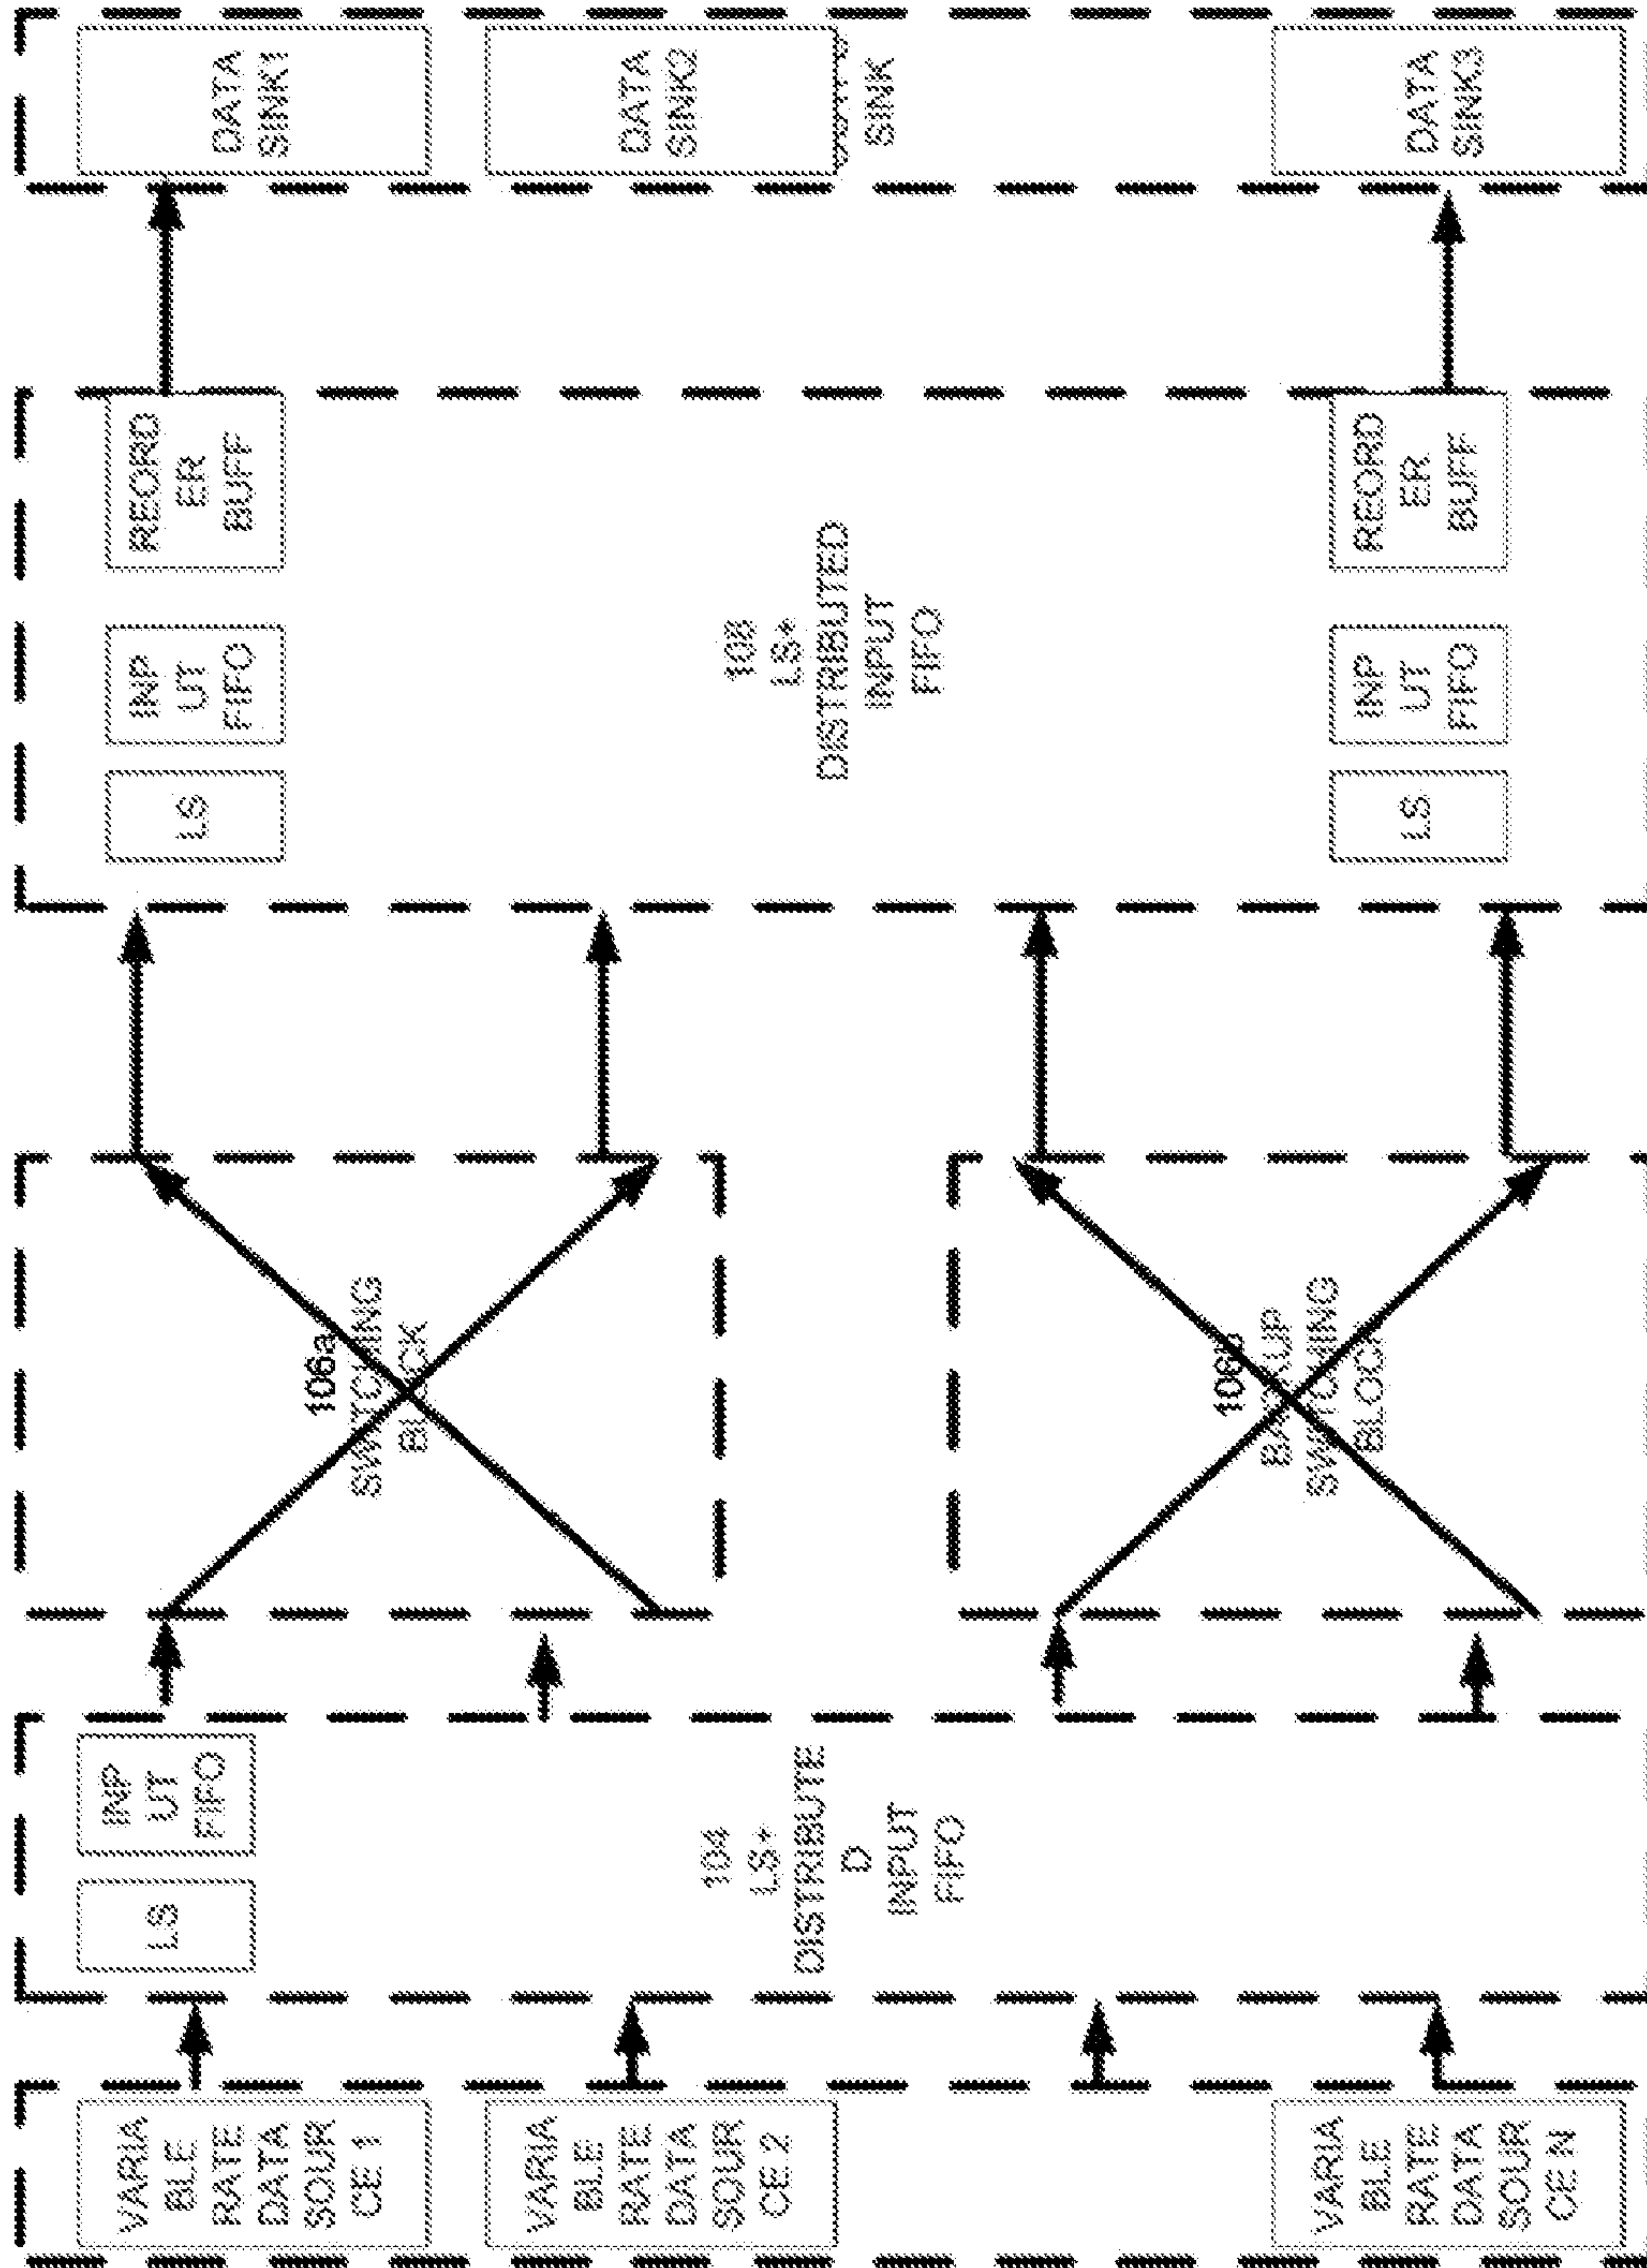 VARIA
BLE
RATE
DATA
SOUR
CE 1
VARIA
BLE
RATE
DATA
SOUR
CE 2
VARIA
BLE
RATE
DATA
SOUR
CE N
LS
INP
UT
FIFO
104
LS+
DISTRIBUTE
D
INPUT
FIFO
106a
SWITCHING
BLOCK
106b
BACKUP
SWITCHING
BLOCK
LS
INP
UT
FIFO
REORD
ER
BUFF
108
LS+
DISTRIBUTED
INPUT
FIFO
LS
INP
UT
FIFO
REORD
ER
BUFF
DATA
SINK1
DATA
SINK2
SINK
DATA
SINK3